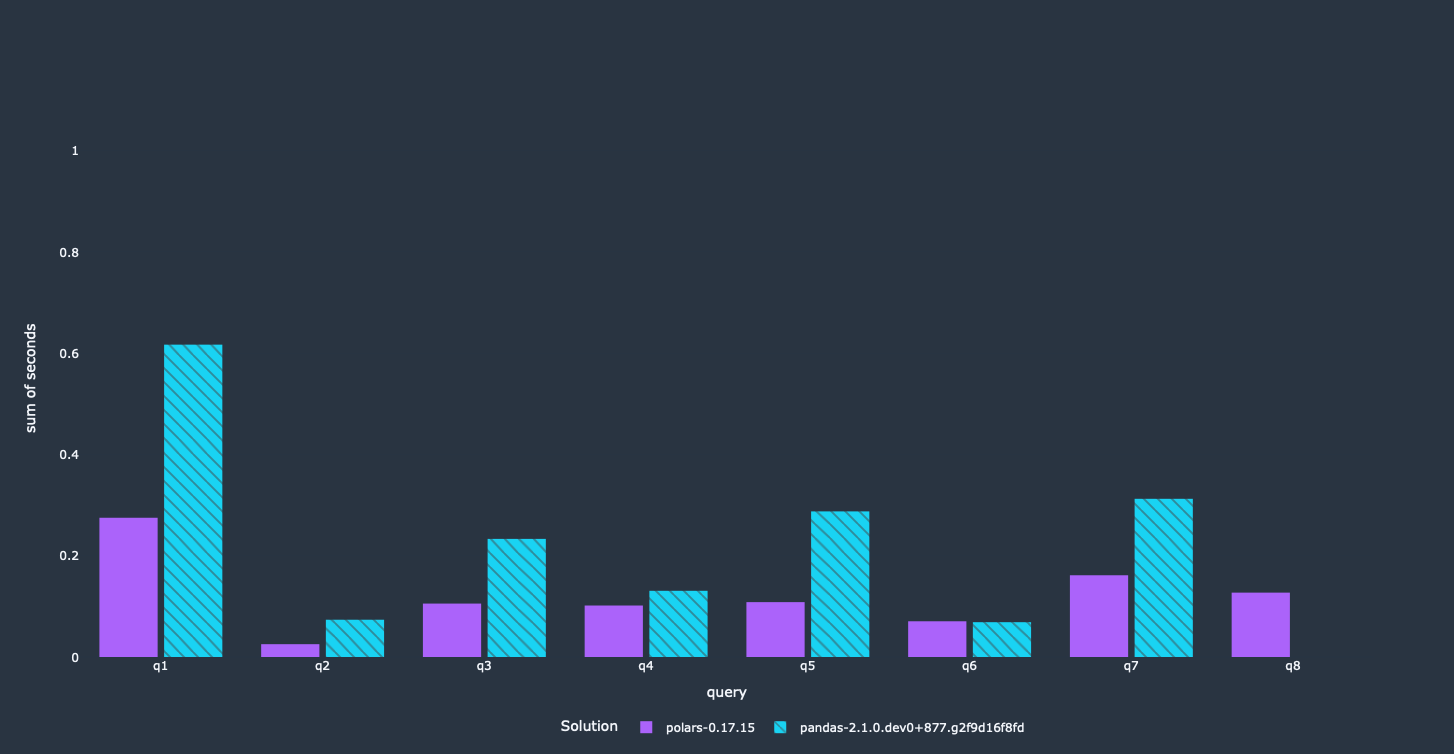 1
0.8
0.6
0.4
0.2
0
sum of seconds
q1 q2 q3 q4 q5 q6 q7 q8
query
Solution polars-0.17.15 pandas-2.1.0.dev0+877.g2f9d16f8fd